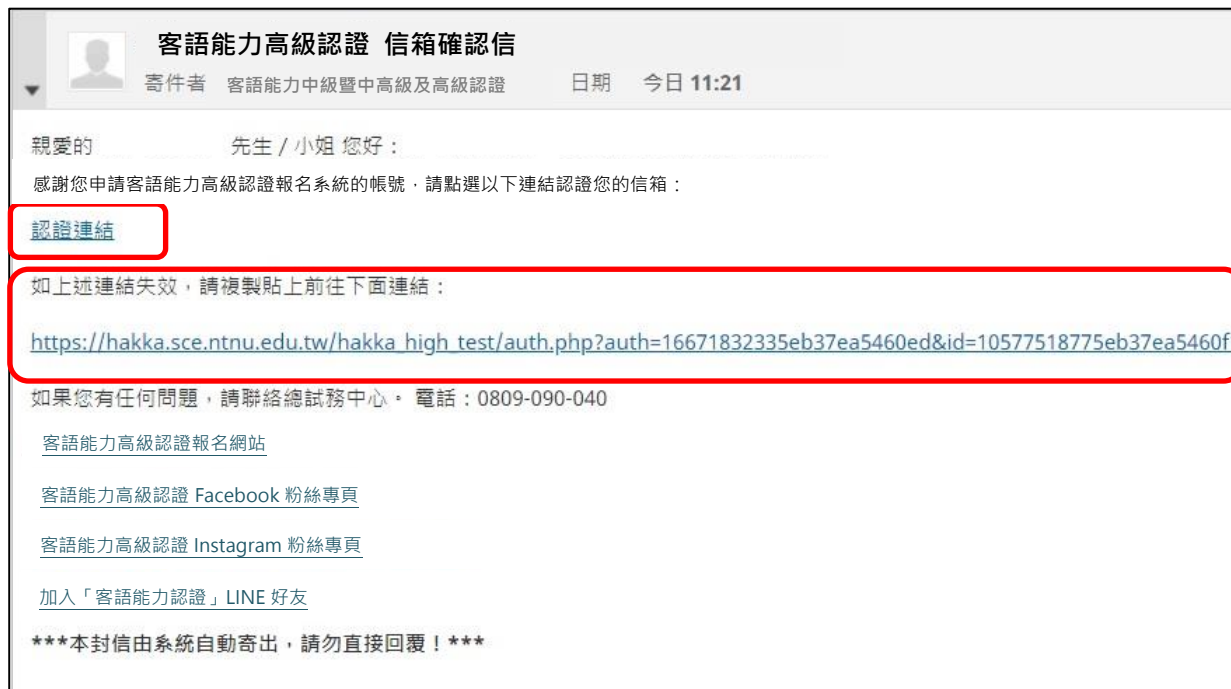 客語能力高級認證 信箱確認信
寄件者 客語能力中級暨中高級及高級認證 日期 今日 11:21
親愛的 先生 / 小姐 您好：
感謝您申請客語能力高級認證報名系統的帳號，請點選以下連結認證您的信箱：
認證連結
如上述連結失效，請複製貼上前往下面連結：
https://hakka.sce.ntnu.edu.tw/hakka_high_test/auth.php?auth=16671832335eb37ea5460ed&id=10577518775eb37ea5460f
如果您有任何問題，請聯絡總試務中心。 電話：0809-090-040
客語能力高級認證報名網站
客語能力高級認證 Facebook 粉絲專頁
客語能力高級認證 Instagram 粉絲專頁
加入「客語能力認證」LINE 好友
***本封信由系統自動寄出，請勿直接回覆！***